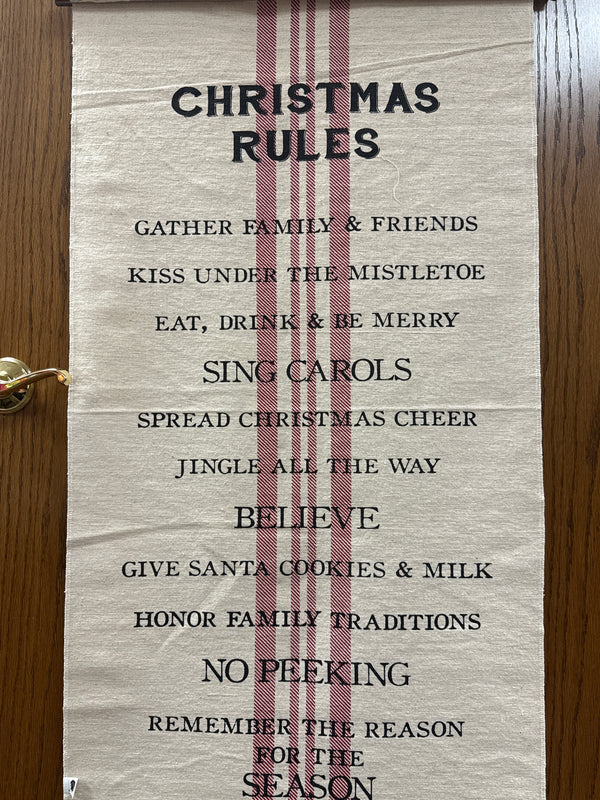 CHRISTMAS
RULES
GATHER FAMILY & FRIENDS
KISS UNDER THE MISTLETOE
EAT, DRINK & BE MERRY
SING CAROLS
SPREAD CHRISTMAS CHEER
JINGLE ALL THE WAY
BELIEVE
GIVE SANTA COOKIES & MILK
HONOR FAMILY TRADITIONS
NO PEEKING
REMEMBER THE REASON
FOR THE
SEASON